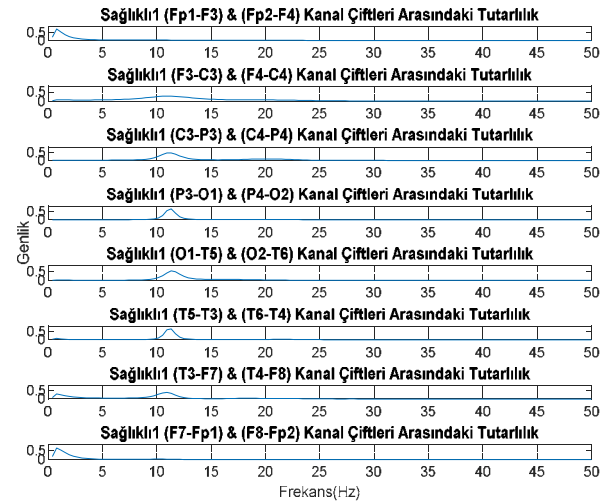 Sağlıklı1 (Fp1-F3) & (Fp2-F4) Kanal Çiftleri Arasındaki Tutarlılık
0.5
0
0 5 10 15 20 25 30 35 40 45 50
Sağlıklı1 (F3-C3) & (F4-C4) Kanal Çiftleri Arasındaki Tutarlılık
0.5
0
0 5 10 15 20 25 30 35 40 45 50
Sağlıklı1 (C3-P3) & (C4-P4) Kanal Çiftleri Arasındaki Tutarlılık
0.5
0
0 5 10 15 20 25 30 35 40 45 50
Sağlıklı1 (P3-O1) & (P4-O2) Kanal Çiftleri Arasındaki Tutarlılık
0.5
0
0 5 10 15 20 25 30 35 40 45 50
Genlik
Sağlıklı1 (O1-T5) & (O2-T6) Kanal Çiftleri Arasındaki Tutarlılık
0.5
0
0 5 10 15 20 25 30 35 40 45 50
Sağlıklı1 (T5-T3) & (T6-T4) Kanal Çiftleri Arasındaki Tutarlılık
0.5
0
0 5 10 15 20 25 30 35 40 45 50
Sağlıklı1 (T3-F7) & (T4-F8) Kanal Çiftleri Arasındaki Tutarlılık
0.5
0
0 5 10 15 20 25 30 35 40 45 50
Sağlıklı1 (F7-Fp1) & (F8-Fp2) Kanal Çiftleri Arasındaki Tutarlılık
0.5
0
0 5 10 15 20 25 30 35 40 45 50
Frekans(Hz)